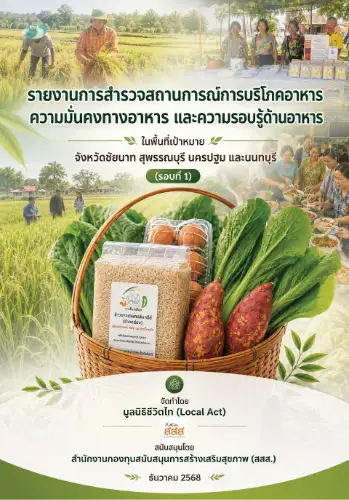 รายงานการสำรวจสถานการณ์การบริโภคอาหาร
ความมั่นคงทางอาหาร และความรอบรู้ด้านอาหาร
ในพื้นที่เป้าหมาย
จังหวัดชัยนาท สุพรรณบุรี นครปฐม และนนทบุรี
(รอบที่ 1)
จัดทำโดย
มูลนิธิชีวิตไท (Local Act)
สสส
สนับสนุนโดย
สำนักงานกองทุนสนับสนุนการสร้างเสริมสุขภาพ (สสส.)
ธันวาคม 2568